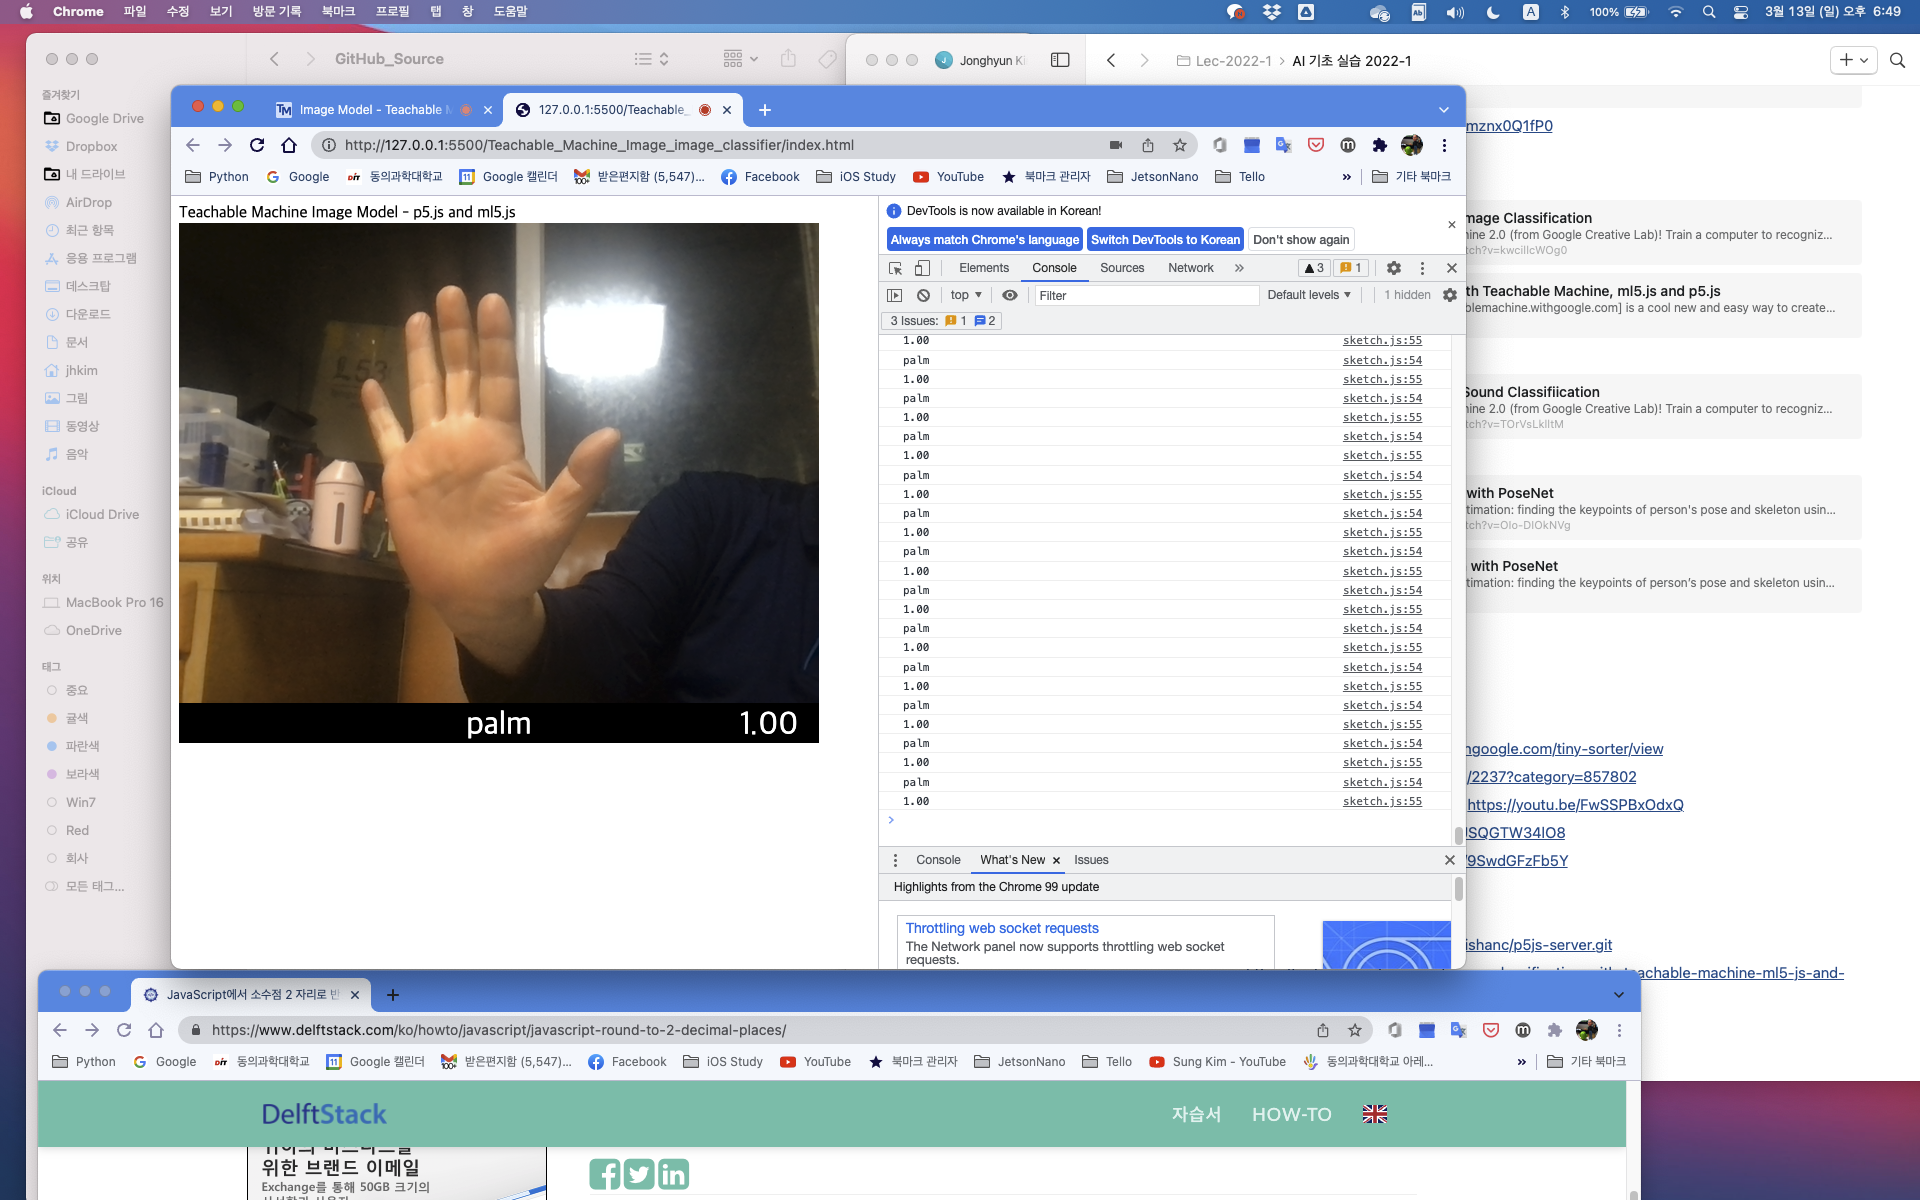 Chrome 파일 수정 보기 방문 기록 북마크 프로필 탭 창 도움말
100% 3월 13일 (일) 오후 6:49
GitHub_Source
즐겨찾기
Google Drive
Dropbox
내 드라이브
AirDrop
최근 항목
응용 프로그램
데스크탑
다운로드
문서
jhkim
그림
동영상
음악
iCloud
iCloud Drive
공유
위치
MacBook Pro 16
OneDrive
태그
중요
귤색
파란색
보라색
Win7
Red
회사
모든 태그...
Jonghyun Ki
Lec-2022-1 > AI 기초 실습 2022-1
mznx0Q1fP0
mage Classification
ine 2.0 (from Google Creative Lab)! Train a computer to recogniz...
tch?v=kwcillcWOg0
th Teachable Machine, ml5.js and p5.js
blemachine.withgoogle.com] is a cool new and easy way to create...
Sound Classifiication
ine 2.0 (from Google Creative Lab)! Train a computer to recogniz...
tch?v=TOrVsLklltM
with PoseNet
timation: finding the keypoints of person's pose and skeleton usin...
tch?v=OIo-DIOkNVg
with PoseNet
timation: finding the keypoints of person's pose and skeleton usin...
ngoogle.com/tiny-sorter/view
/2237?category=857802
https://youtu.be/FwSSPBxOdxQ
JSQGTW34IO8
/9SwdGFzFb5Y
ishanc/p5js-server.git
achable-machine-ml5-js-and-
Image Model - Teachable M
127.0.0.1:5500/Teachable_
http://127.0.0.1:5500/Teachable_Machine_Image_image_classifier/index.html
Python Google 동의과학대학교 Google 캘린더 받은편지함 (5,547)... Facebook iOS Study YouTube 북마크 관리자 JetsonNano Tello » 기타 북마크
Teachable Machine Image Model - p5.js and ml5.js
palm 1.00
DevTools is now available in Korean!
Always match Chrome's language Switch DevTools to Korean Don't show again
Elements Console Sources Network » 3 1
top Filter Default levels 1 hidden
3 Issues: 1 2
1.00 sketch.js:55
palm sketch.js:54
1.00 sketch.js:55
palm sketch.js:54
1.00 sketch.js:55
palm sketch.js:54
1.00 sketch.js:55
palm sketch.js:54
1.00 sketch.js:55
palm sketch.js:54
1.00 sketch.js:55
palm sketch.js:54
1.00 sketch.js:55
palm sketch.js:54
1.00 sketch.js:55
palm sketch.js:54
1.00 sketch.js:55
palm sketch.js:54
1.00 sketch.js:55
palm sketch.js:54
1.00 sketch.js:55
palm sketch.js:54
1.00 sketch.js:55
palm sketch.js:54
1.00 sketch.js:55
Console What's New Issues
Highlights from the Chrome 99 update
Throttling web socket requests
The Network panel now supports throttling web socket
requests.
JavaScript에서 소수점 2 자리로 반
https://www.delftstack.com/ko/howto/javascript/javascript-round-to-2-decimal-places/
Python Google 동의과학대학교 Google 캘린더 받은편지함 (5,547)... Facebook iOS Study YouTube 북마크 관리자 JetsonNano Tello Sung Kim - YouTube 동의과학대학교 아레... » 기타 북마크
DelftStack 자습서 HOW-TO
위한 브랜드 이메일
Exchange를 통해 50GB 크기의